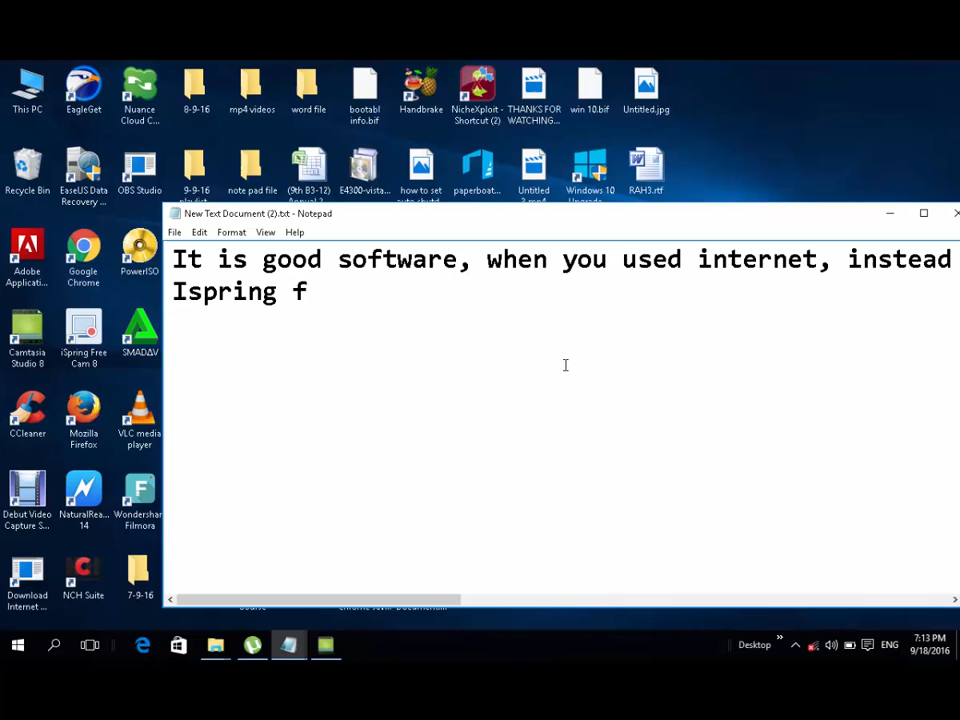 This PC
EagleGet
Nuance Cloud C...
8-9-16
mp4 videos
word file
bootabl info.bif
Handbrake
NicheXploit - Shortcut (2)
THANKS FOR WATCHING...
win 10.bif
Untitled.jpg
Recycle Bin
EaseUS Data Recovery ...
OBS Studio
9-9-16
note pad file
(9th B3-12)
E4300-vista...
how to set
paperboat...
Untitled
Windows 10
RAH3.rtf
New Text Document (2).txt - Notepad
File Edit Format View Help
It is good software, when you used internet, instead
Ispring f
Adobe Applicati...
Google Chrome
PowerISO
Camtasia Studio 8
iSpring Free Cam 8
SMADAV
CCleaner
Mozilla Firefox
VLC media player
Debut Video Capture S...
NaturalRea... 14
Wondershar Filmora
Download Internet ...
NCH Suite
7-9-16
Desktop
ENG
7:13 PM
9/18/2016